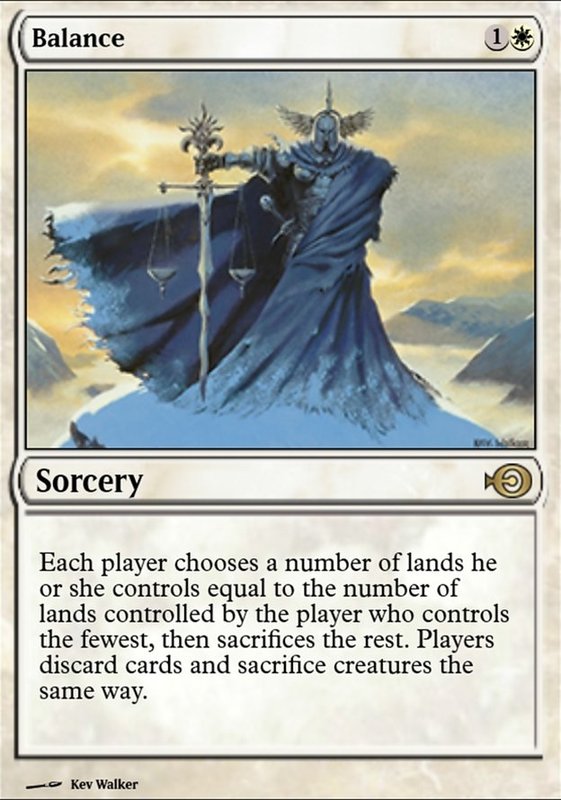 Balance
1
Sorcery
Each player chooses a number of lands he
or she controls equal to the number of
lands controlled by the player who controls
the fewest, then sacrifices the rest. Players
discard cards and sacrifice creatures the
same way.
Kev Walker